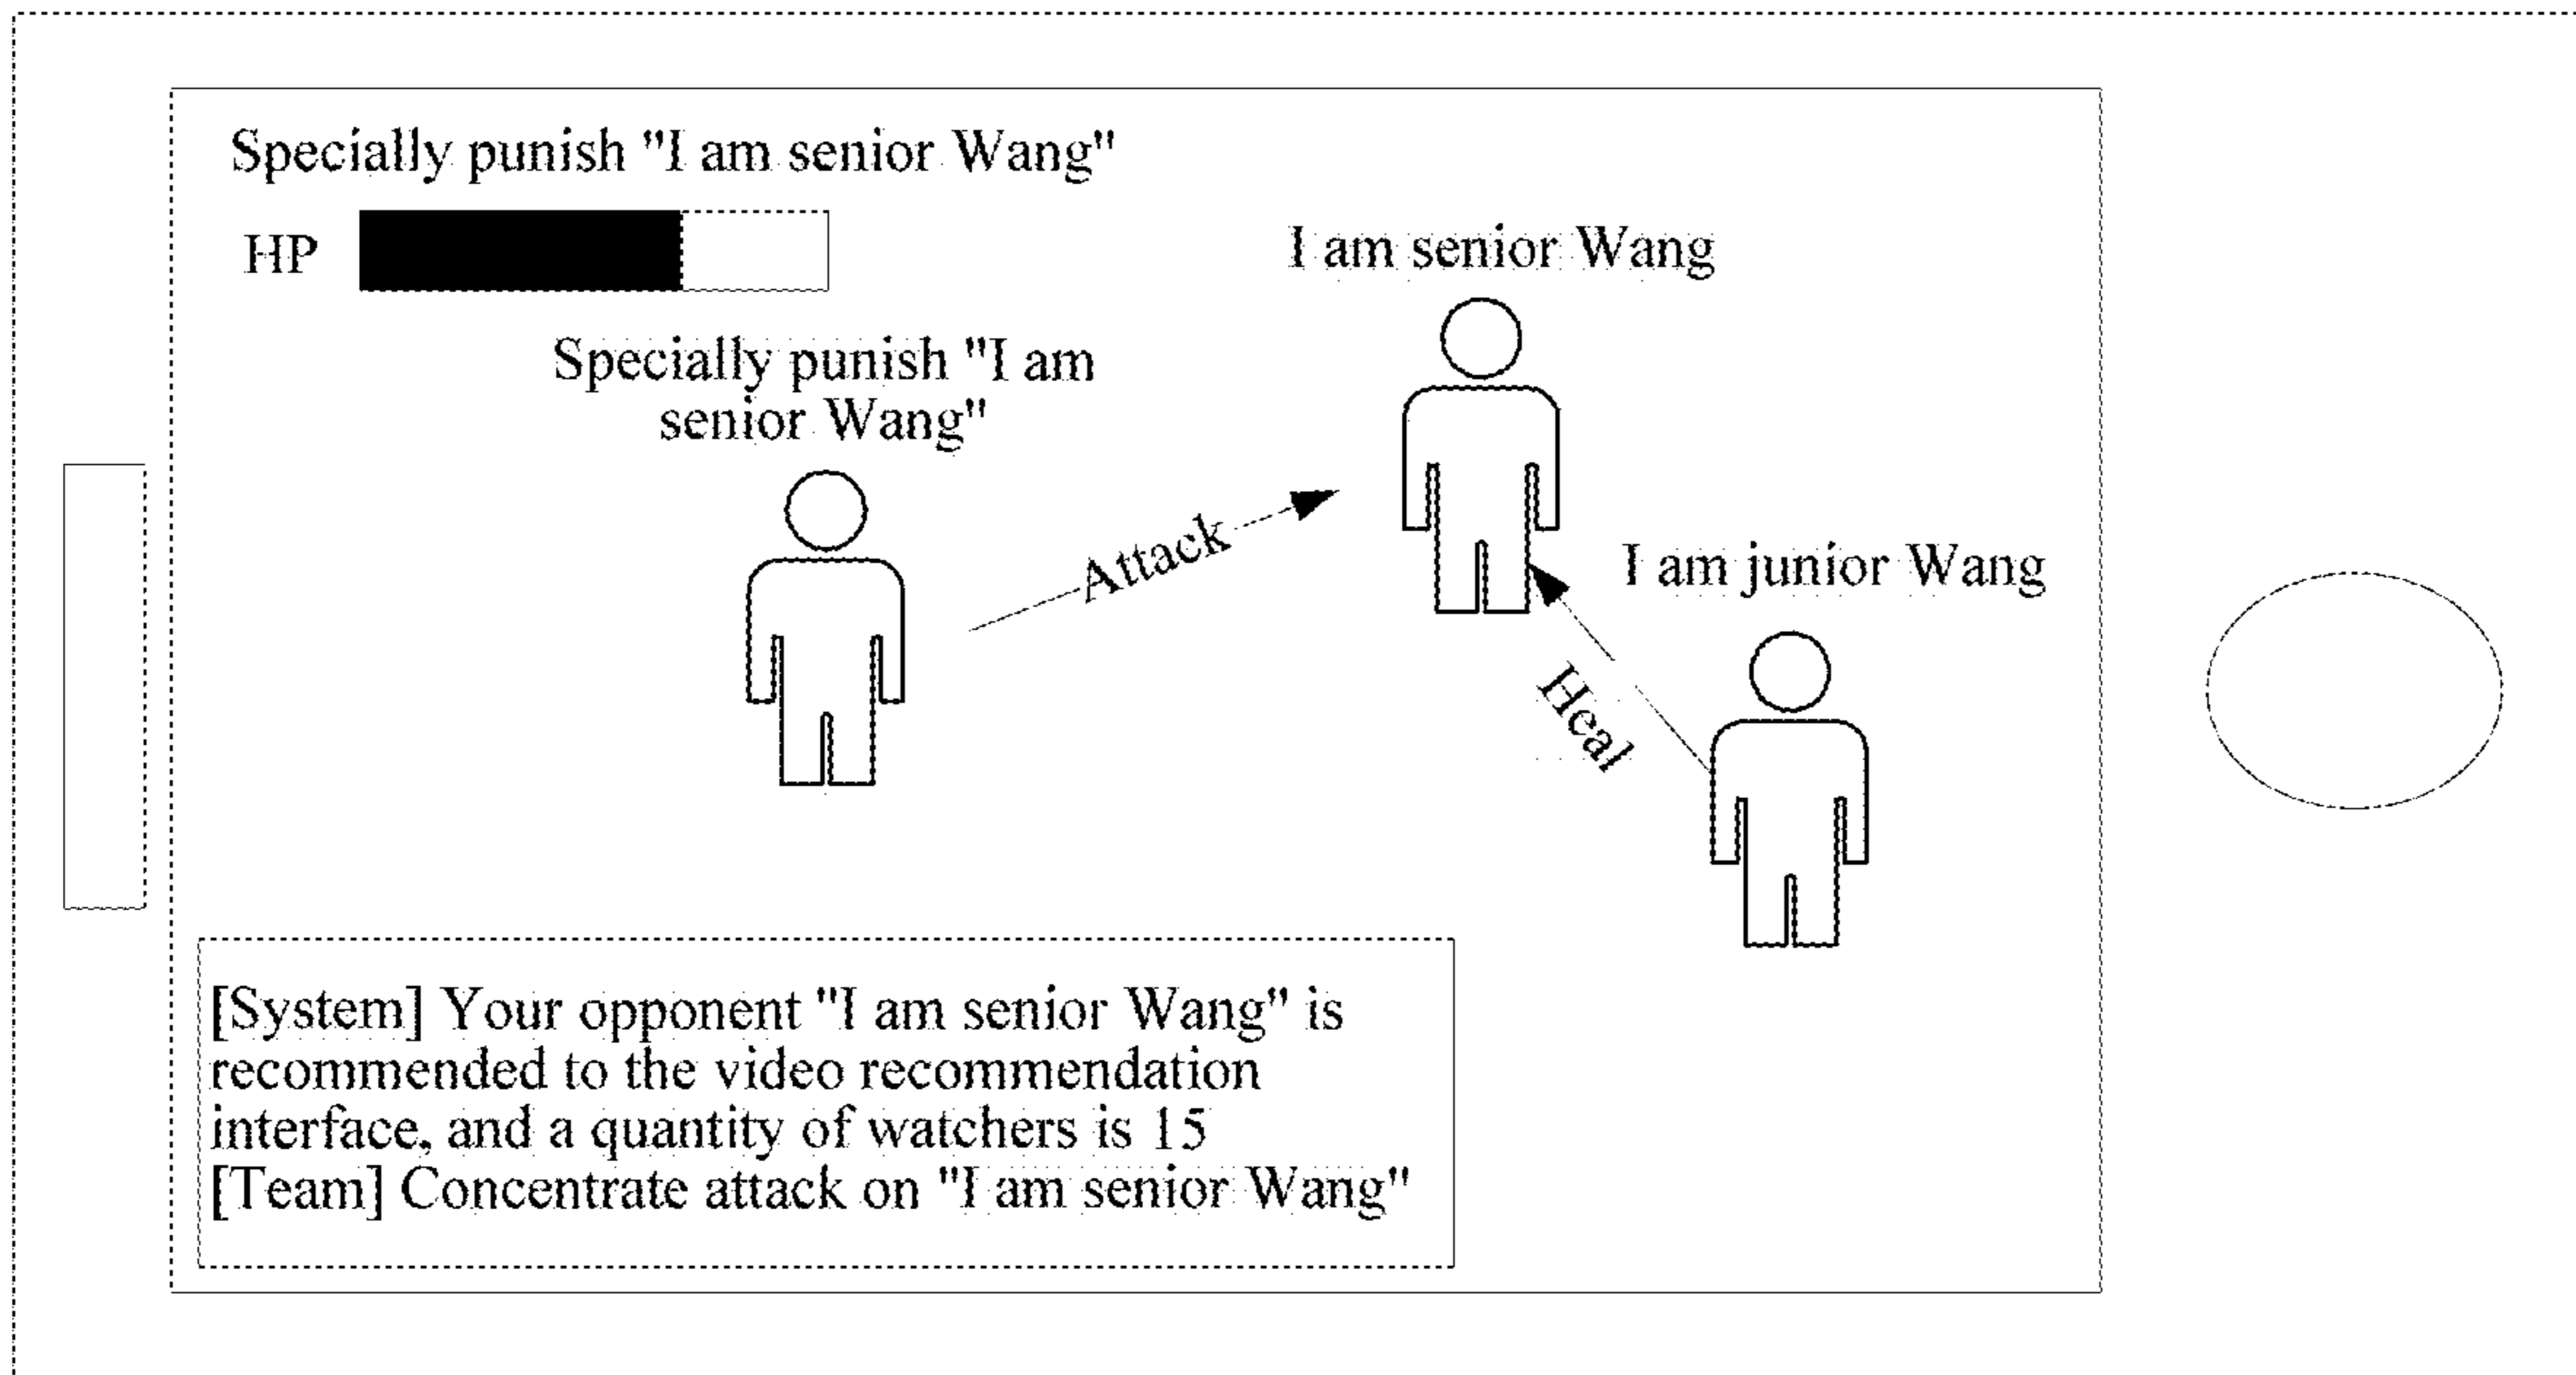 Specially punish "I am senior Wang"
HP
I am senior Wang
Specially punish "I am
senior Wang"
Attack
I am junior Wang
Heal
[System] Your opponent "I am senior Wang" is
recommended to the video recommendation
interface, and a quantity of watchers is 15
[Team] Concentrate attack on "I am senior Wang"